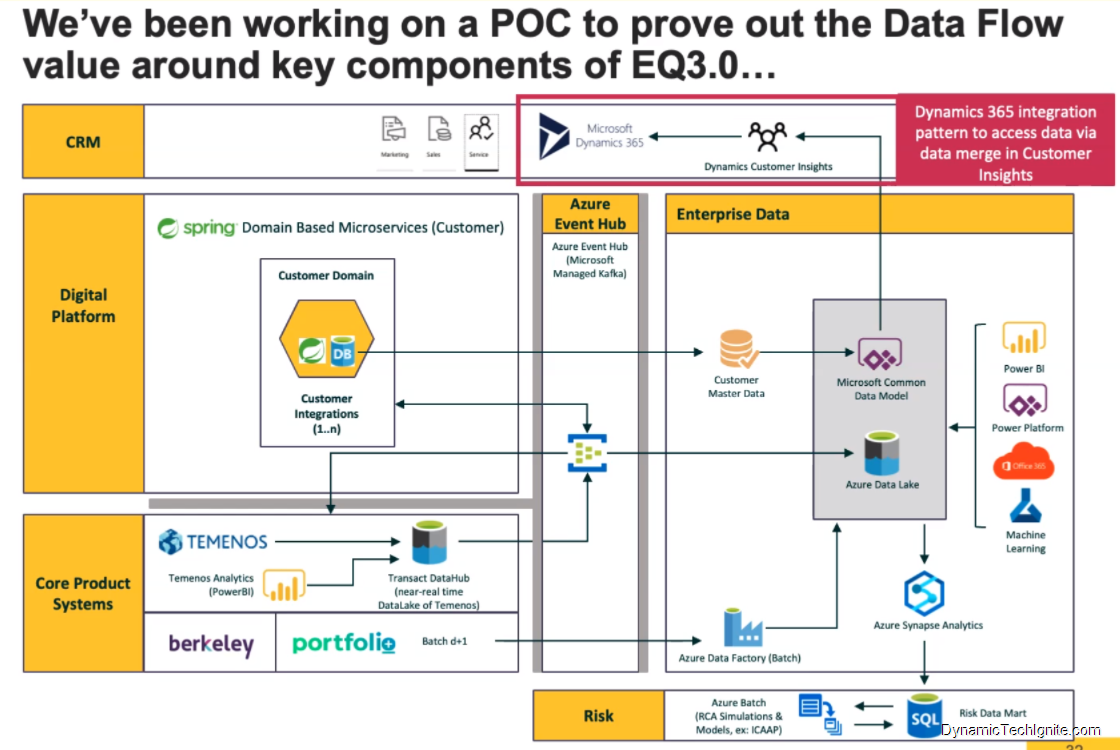 We’ve been working on a POC to prove out the Data Flow
value around key components of EQ3.0…
CRM
Marketing
Sales
Service
Microsoft
Dynamics 365
Dynamics Customer Insights
Dynamics 365 integration
pattern to access data via
data merge in Customer
Insights
Digital
Platform
spring Domain Based Microservices (Customer)
Customer Domain
DB
Customer
Integrations
(1..n)
Azure
Event Hub
Azure Event Hub
(Microsoft
Managed Kafka)
Enterprise Data
Customer
Master Data
Microsoft Common
Data Model
Azure Data Lake
Power BI
Power Platform
Office 365
Machine
Learning
Core Product
Systems
TEMENOS
Temenos Analytics
(PowerBI)
Transact DataHub
(near-real time
DataLake of Temenos)
berkeley
portfolio
Batch d+1
Azure Data Factory (Batch)
Azure Synapse Analytics
Risk
Azure Batch
(RCA Simulations &
Models, ex: ICAAP)
SQL
Risk Data Mart
DynamicTechIgnite.com